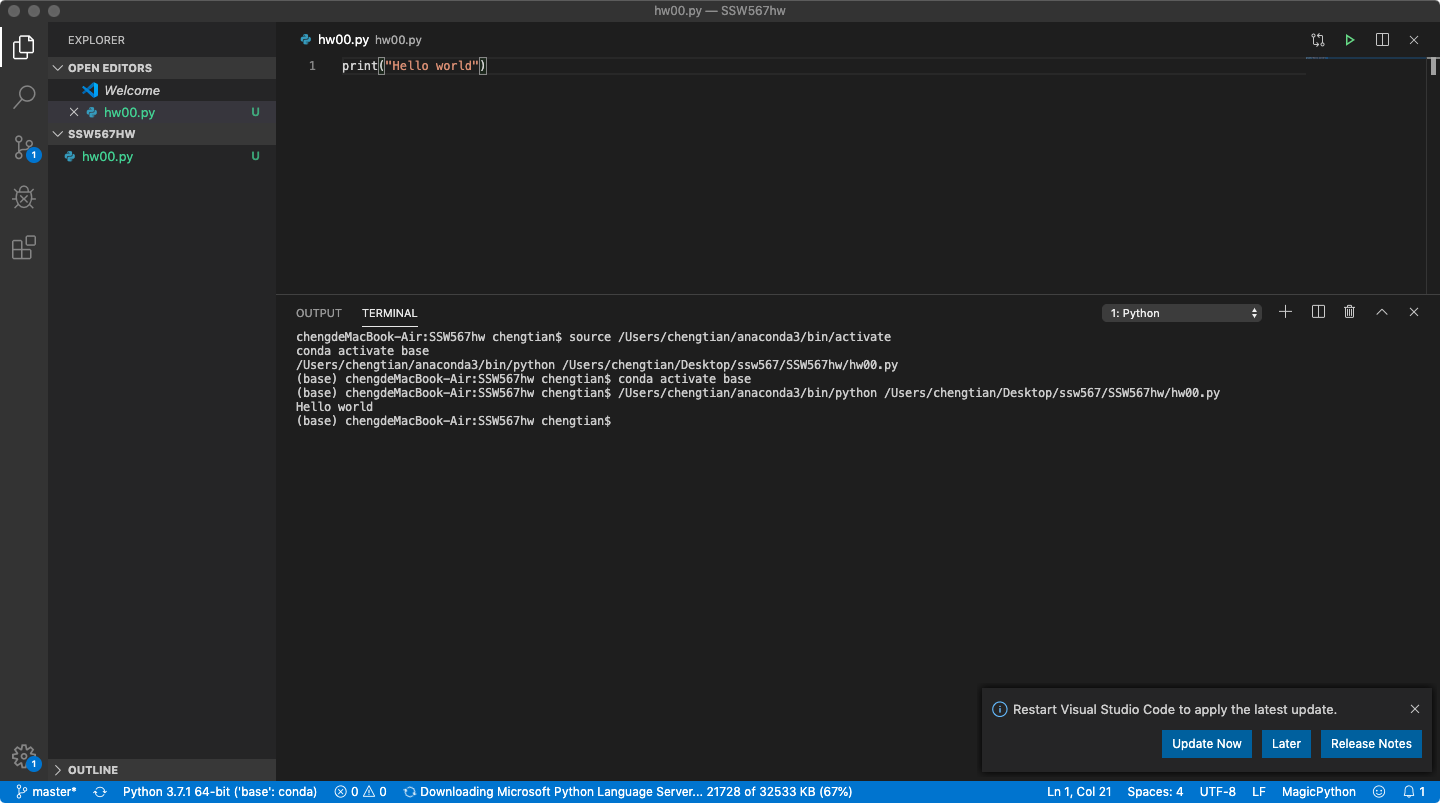 hw00.py — SSW567hw
EXPLORER
OPEN EDITORS
Welcome
hw00.py U
SSW567HW
hw00.py U
OUTLINE
hw00.py hw00.py
1 print("Hello world")
OUTPUT TERMINAL 1: Python
chengdeMacBook-Air:SSW567hw chengtian$ source /Users/chengtian/anaconda3/bin/activate
conda activate base
/Users/chengtian/anaconda3/bin/python /Users/chengtian/Desktop/ssw567/SSW567hw/hw00.py
(base) chengdeMacBook-Air:SSW567hw chengtian$ conda activate base
(base) chengdeMacBook-Air:SSW567hw chengtian$ /Users/chengtian/anaconda3/bin/python /Users/chengtian/Desktop/ssw567/SSW567hw/hw00.py
Hello world
(base) chengdeMacBook-Air:SSW567hw chengtian$
Restart Visual Studio Code to apply the latest update.
Update Now Later Release Notes
1
1
master* Python 3.7.1 64-bit ('base': conda) 0 0 Downloading Microsoft Python Language Server... 21728 of 32533 KB (67%) Ln 1, Col 21 Spaces: 4 UTF-8 LF MagicPython 1